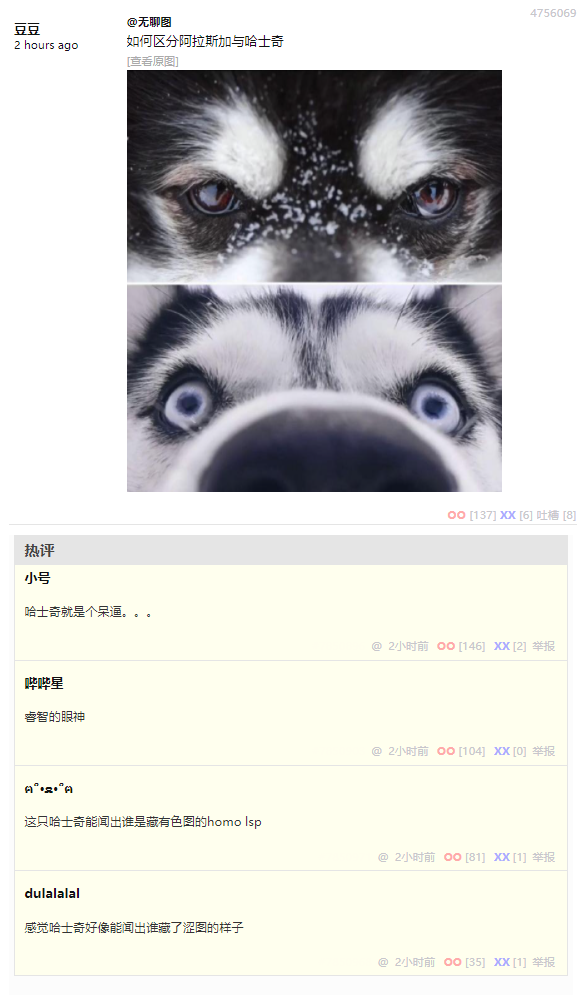 4756069
豆豆
2 hours ago
@无聊图
如何区分阿拉斯加与哈士奇
[查看原图]
OO [137] XX [6] 吐槽 [8]
热评
小号
哈士奇就是个呆逼。。。
@ 2小时前 OO [146] XX [2] 举报
哔哔星
睿智的眼神
@ 2小时前 OO [104] XX [0] 举报
这只哈士奇能闻出谁是藏有色图的homo lsp
@ 2小时前 OO [81] XX [1] 举报
dulalalal
感觉哈士奇好像能闻出谁藏了涩图的样子
@ 2小时前 OO [35] XX [1] 举报